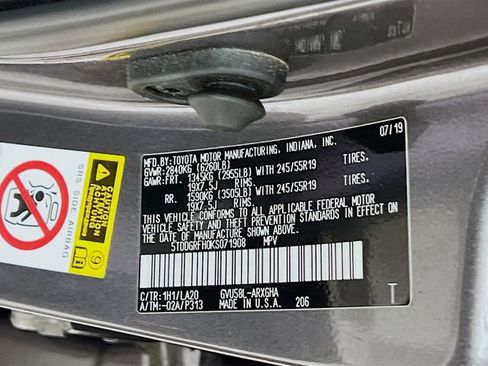 07/19
MFD.BY:TOYOTA MOTOR MANUFACTURING, INDIANA, INC.
GVWR: 2840KG (6260LB)
GAWR: FRT. 1345KG (2955LB) WITH 245/55R19 TIRES,
19X7.5J RIMS
RR. 1590KG (3505LB) WITH 245/55R19 TIRES,
19X7.5J RIMS
THIS VEHICLE CONFORMS TO ALL APPLICABLE FEDERAL MOTOR
VEHICLE SAFETY AND THEFT PREVENTION STANDARDS IN EFFECT ON
THE DATE OF MANUFACTURE SHOWN ABOVE.
5TDDGRFH0KS071908 MPV
C/TR: 1H1/LA20 GVU58L-ARXGHA
A/TM: -02A/P313 MADE IN U.S.A. 206 T
SRS SIDE AIRBAG
CAUTION
9